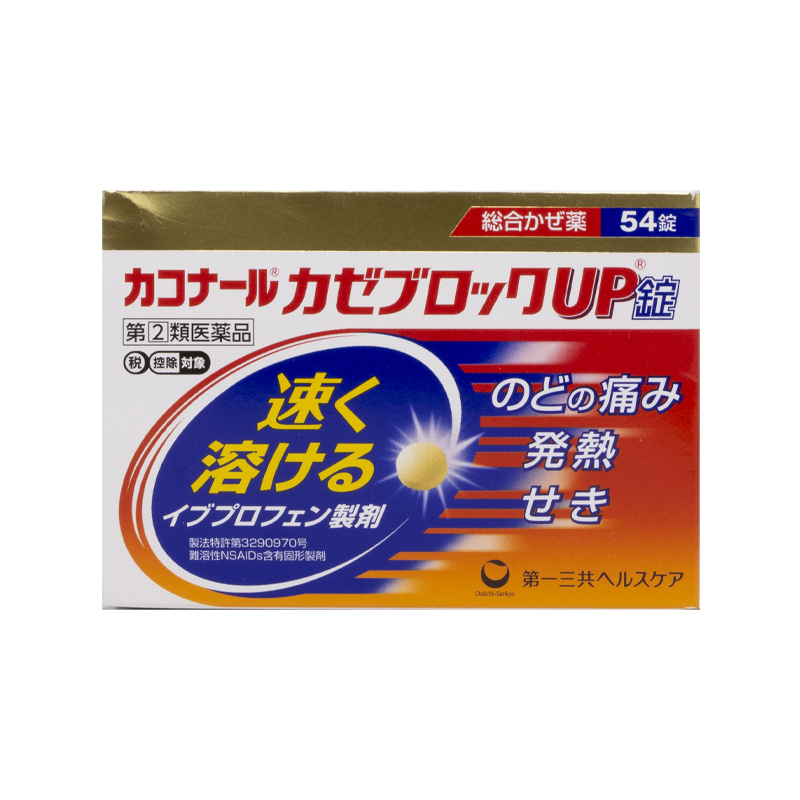 総合かぜ薬 54錠
カコナール® カゼブロックUP®錠
指②類医薬品
税 控除対象
速く
溶ける
イブプロフェン製剤
製法特許第3290970号
難溶性NSAIDs含有固形製剤
のどの痛み
発熱
せき
Daiichi-Sankyo
第一三共ヘルスケア